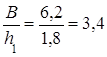 B/h₁ = 6,2/1,8 = 3,4